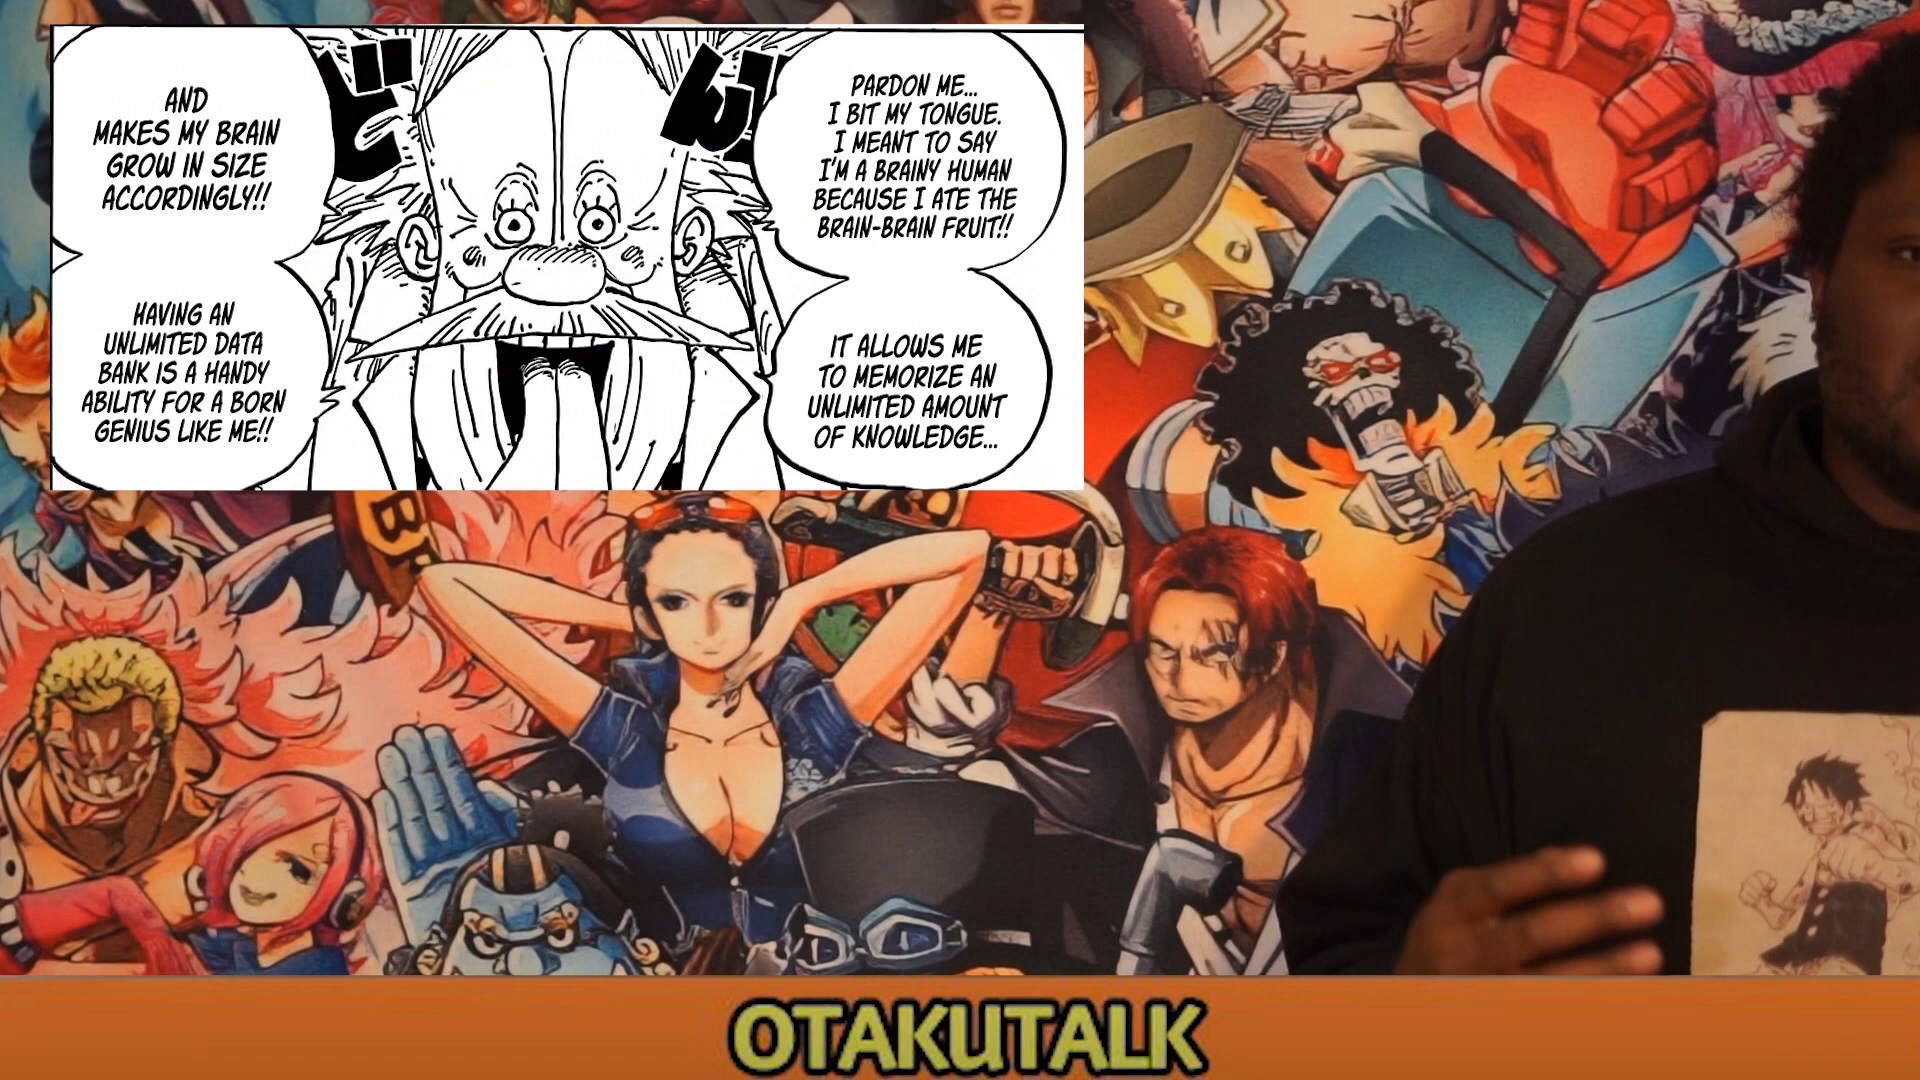 PARDON ME...
I BIT MY TONGUE.
I MEANT TO SAY
I'M A BRAINY HUMAN
BECAUSE I ATE THE
BRAIN-BRAIN FRUIT!!
IT ALLOWS ME
TO MEMORIZE AN
UNLIMITED AMOUNT
OF KNOWLEDGE...
AND
MAKES MY BRAIN
GROW IN SIZE
ACCORDINGLY!!
HAVING AN
UNLIMITED DATA
BANK IS A HANDY
ABILITY FOR A BORN
GENIUS LIKE ME!!
OTAKUTALK